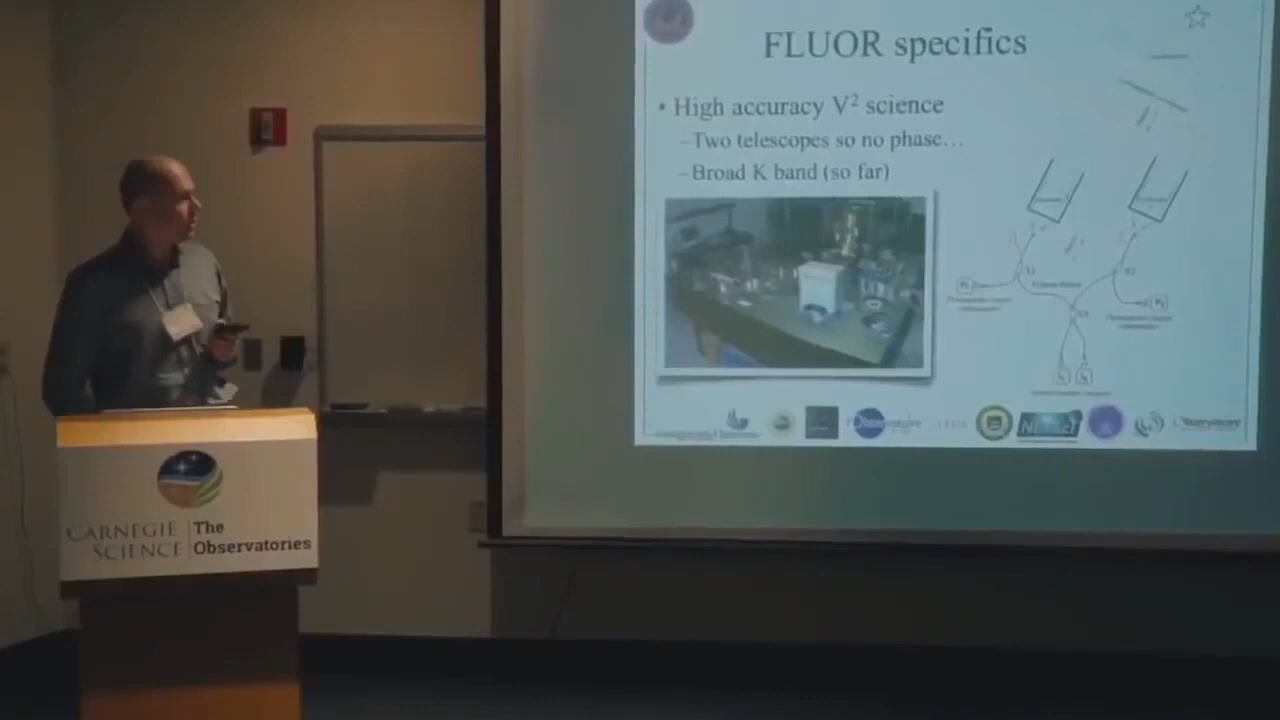 FLUOR specifics
• High accuracy V² science
–Two telescopes so no phase…
–Broad K band (so far)
CARNEGIE
SCIENCE
The
Observatories